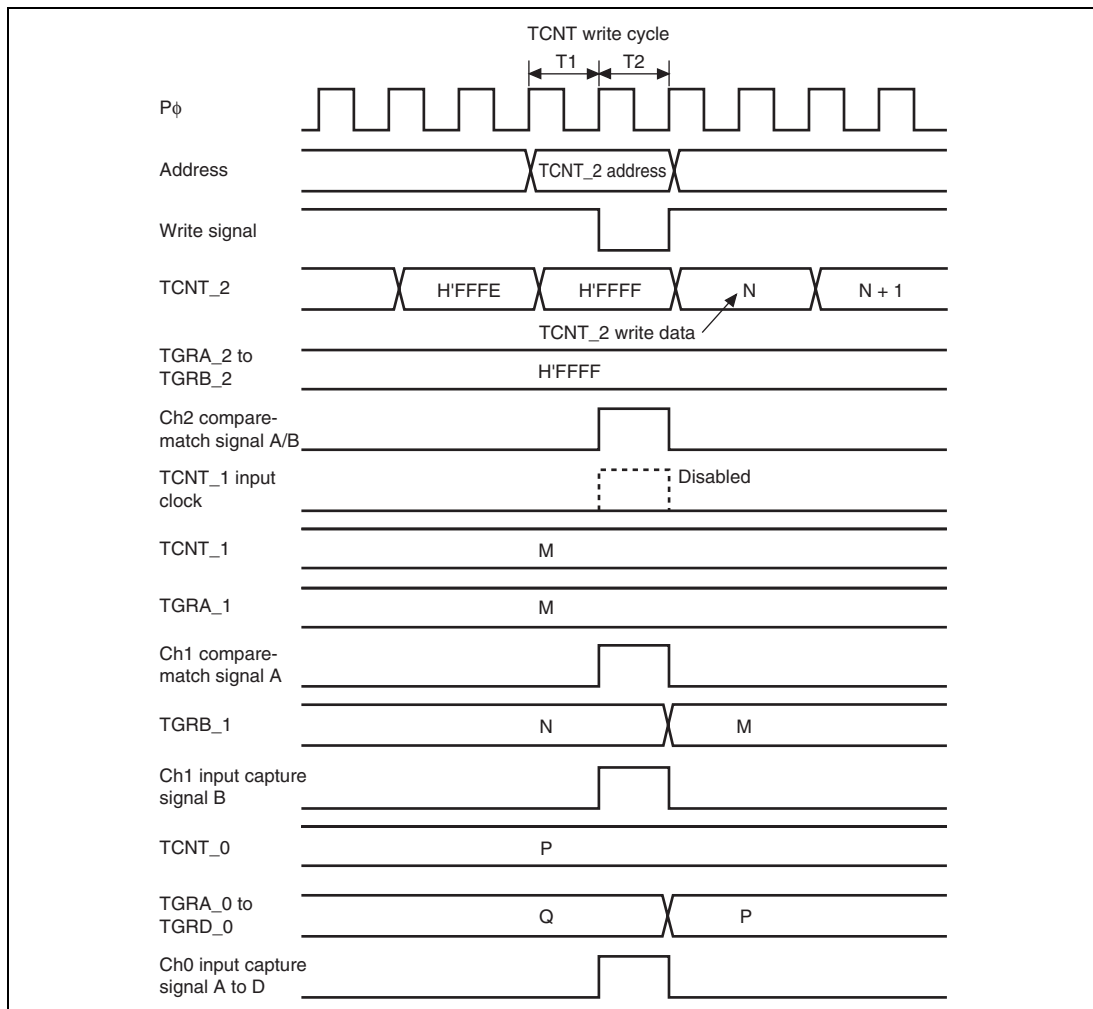 TCNT write cycle
T1 T2
Pϕ
Address TCNT_2 address
Write signal
TCNT_2 H'FFFE H'FFFF N N + 1
TCNT_2 write data
TGRA_2 to
TGRB_2 H'FFFF
Ch2 compare-
match signal A/B
TCNT_1 input
clock Disabled
TCNT_1 M
TGRA_1 M
Ch1 compare-
match signal A
TGRB_1 N M
Ch1 input capture
signal B
TCNT_0 P
TGRA_0 to
TGRD_0 Q P
Ch0 input capture
signal A to D